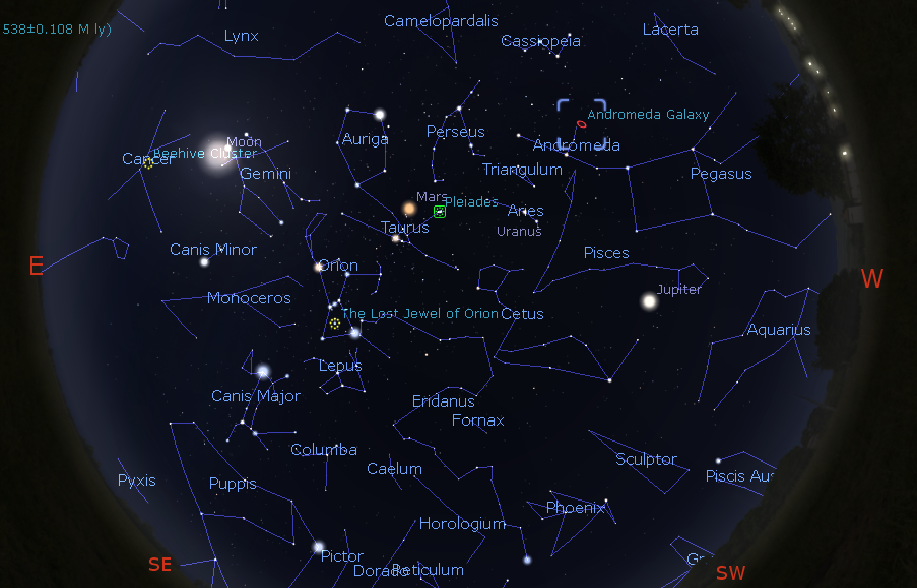 Camelopardalis
538±0.108 M ly)
Lynx
Cassiopeia
Lacerta
Andromeda Galaxy
Auriga
Perseus
Andromeda
Moon
Beehive Cluster
Cancer
Gemini
Triangulum
Pegasus
Mars
Pleiades
Aries
Taurus
Uranus
Canis Minor
Pisces
E
Orion
W
Monoceros
Jupiter
The Lost Jewel of Orion
Cetus
Aquarius
Lepus
Canis Major
Eridanus
Fornax
Columba
Sculptor
Caelum
Pyxis
Puppis
Piscis Aus
Phoenix
Horologium
Pictor
Gr
SE
Dorado
Reticulum
SW